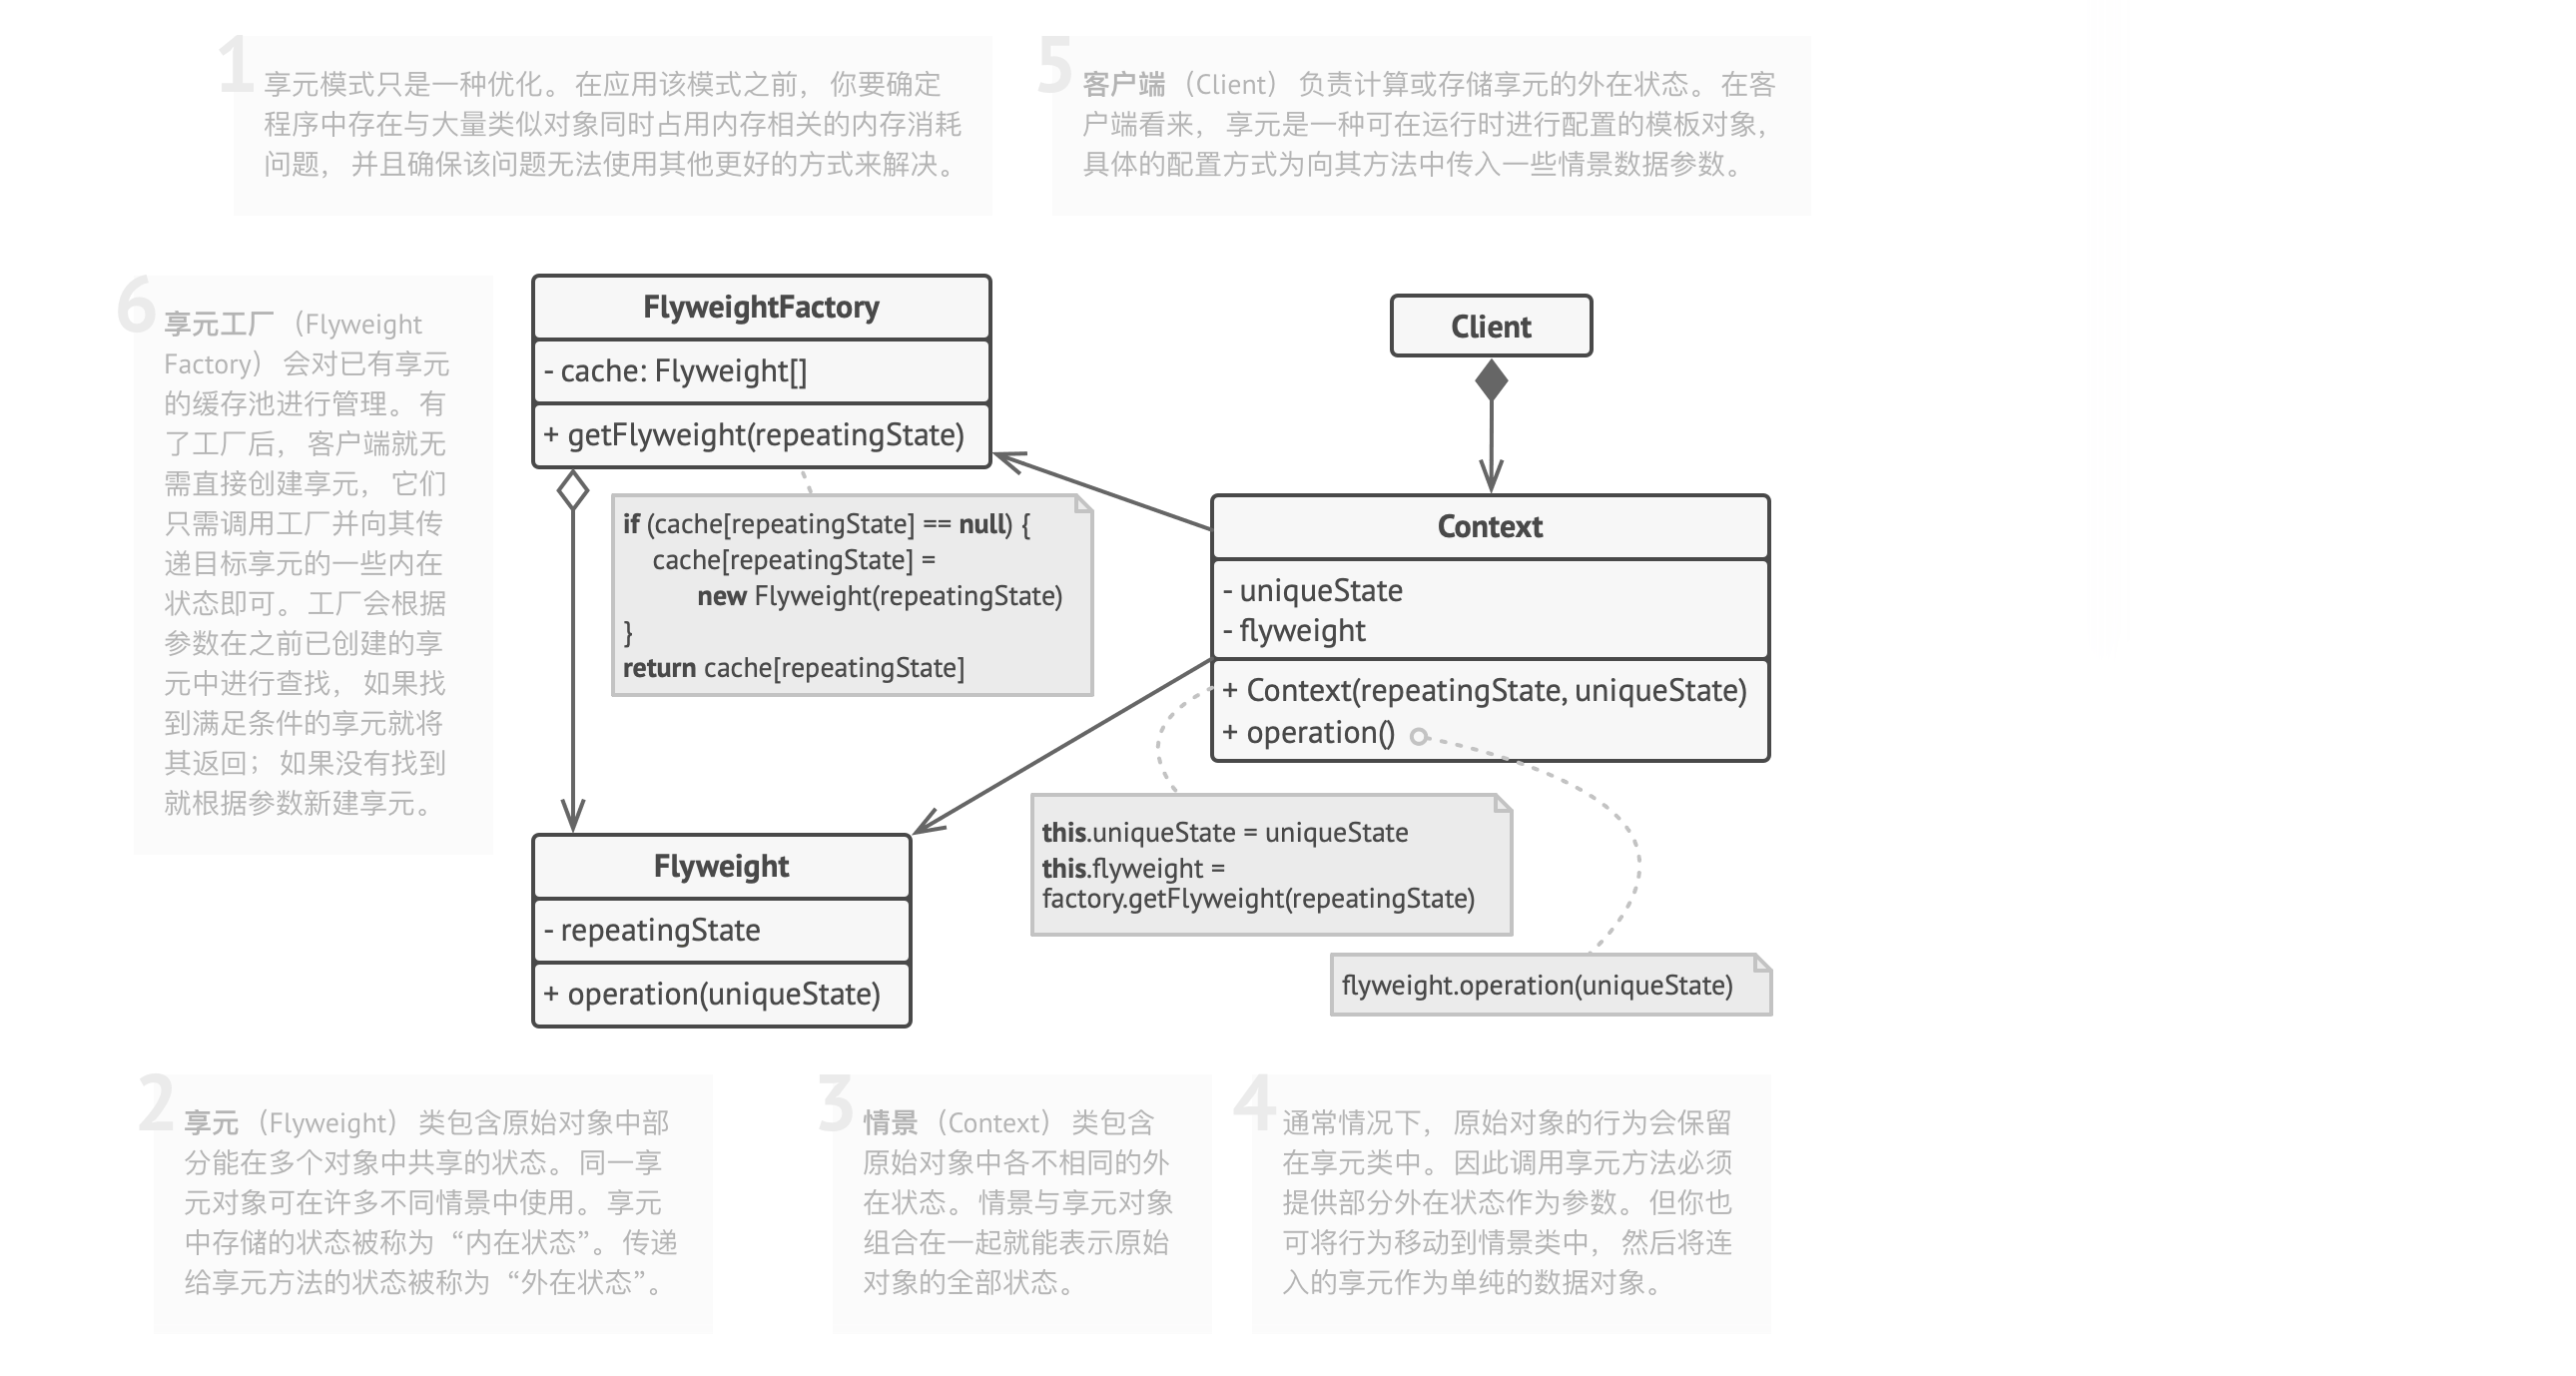 1
享元模式只是一种优化。在应用该模式之前，你要确定
程序中存在与大量类似对象同时占用内存相关的内存消耗
问题，并且确保该问题无法使用其他更好的方式来解决。
5
客户端（Client）负责计算或存储享元的外在状态。在客
户端看来，享元是一种可在运行时进行配置的模板对象，
具体的配置方式为向其方法中传入一些情景数据参数。
6
享元工厂（Flyweight
Factory）会对已有享元
的缓存池进行管理。有
了工厂后，客户端就无
需直接创建享元，它们
只需调用工厂并向其传
递目标享元的一些内在
状态即可。工厂会根据
参数在之前已创建的享
元中进行查找，如果找
到满足条件的享元就将
其返回；如果没有找到
就根据参数新建享元。
FlyweightFactory
- cache: Flyweight[]
+ getFlyweight(repeatingState)
if (cache[repeatingState] == null) {
cache[repeatingState] =
new Flyweight(repeatingState)
}
return cache[repeatingState]
Client
Context
- uniqueState
- flyweight
+ Context(repeatingState, uniqueState)
+ operation()
this.uniqueState = uniqueState
this.flyweight =
factory.getFlyweight(repeatingState)
flyweight.operation(uniqueState)
Flyweight
- repeatingState
+ operation(uniqueState)
2
享元（Flyweight）类包含原始对象中部
分能在多个对象中共享的状态。同一享
元对象可在许多不同情景中使用。享元
中存储的状态被称为“内在状态”。传递
给享元方法的状态被称为“外在状态”。
3
情景（Context）类包含
原始对象中各不相同的外
在状态。情景与享元对象
组合在一起就能表示原始
对象的全部状态。
4
通常情况下，原始对象的行为会保留
在享元类中。因此调用享元方法必须
提供部分外在状态作为参数。但你也
可将行为移动到情景类中，然后将连
入的享元作为单纯的数据对象。